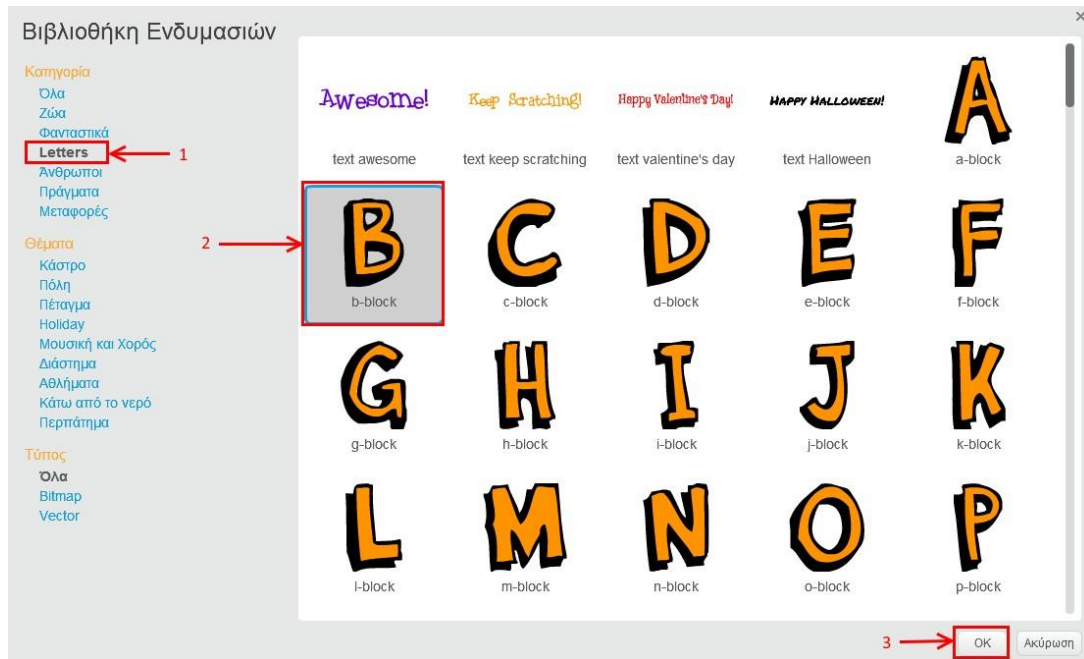 Βιβλιοθήκη Ενδυμασιών
×
Κατηγορία
Όλα
Ζώα
Φανταστικά
Letters
1
Άνθρωποι
Πράγματα
Μεταφορές
Θέματα
2
Κάστρο
Πόλη
Πέταγμα
Holiday
Μουσική και Χορός
Διάστημα
Αθλήματα
Κάτω από το νερό
Περπάτημα
Τύπος
Όλα
Bitmap
Vector
Awesome! Keep Scratching! Happy Valentine's Day! HAPPY HALLOWEEN! A
text awesome text keep scratching text valentine's day text Halloween a-block
B C D E F
b-block c-block d-block e-block f-block
G H I J K
g-block h-block i-block j-block k-block
L M N O P
l-block m-block n-block o-block p-block
3 OK Ακύρωση